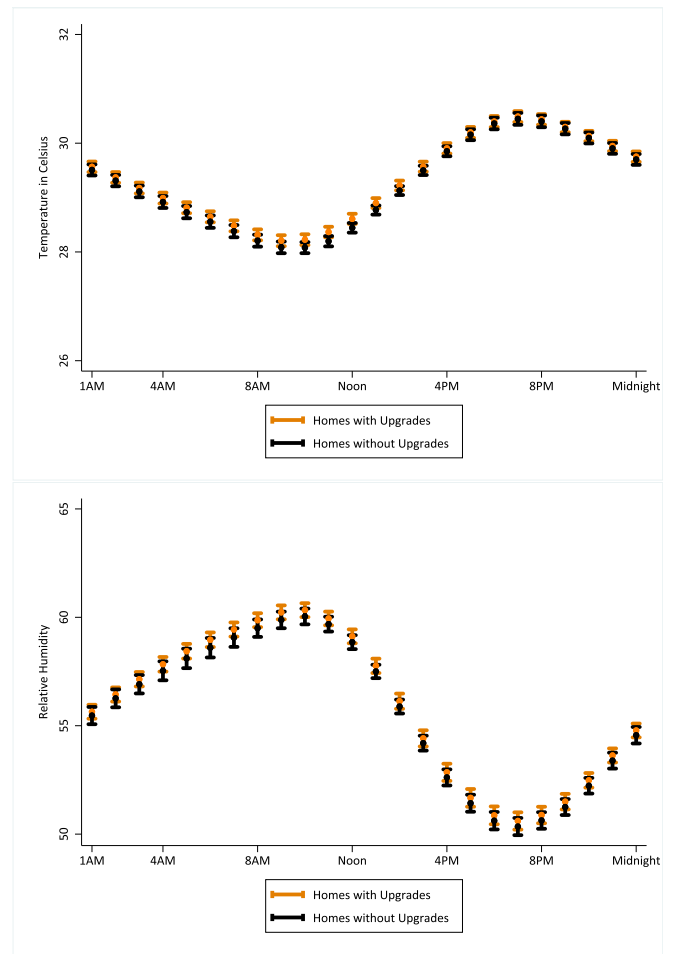 Temperature in Celsius
32
30
28
26
1AM 4AM 8AM Noon 4PM 8PM Midnight
Homes with Upgrades
Homes without Upgrades
Relative Humidity
65
60
55
50
1AM 4AM 8AM Noon 4PM 8PM Midnight
Homes with Upgrades
Homes without Upgrades